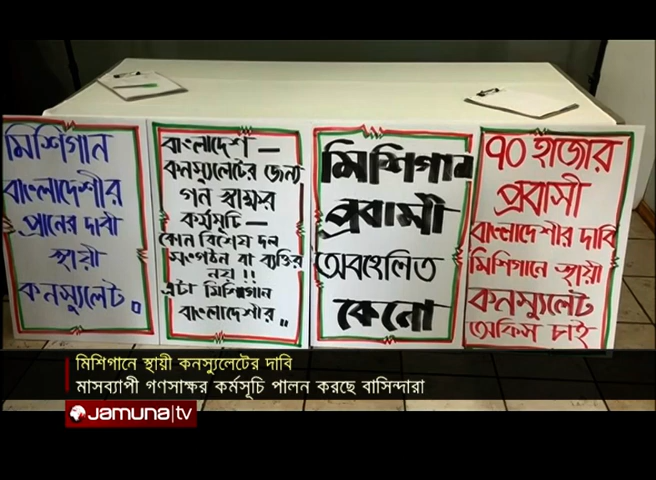 মিশিগান
বাংলাদেশীর
প্রানের দাবী
স্থায়ী
কনস্যুলেট।
বাংলাদেশ —
কনস্যুলেটের জন্য
গন স্বাক্ষর
কর্মসূচি —
কোন বিশেষ দল
সংগঠন বা ব্যক্তির
নয় !!
এটা মিশিগান
বাংলাদেশীর ..
মিশিগান
প্রবাসী
অবহেলিত
কেনো
৭০ হাজার
প্রবাসী
বাংলাদেশীর দাবি
মিশিগানে স্থায়ী
কনস্যুলেট
অফিস চাই
মিশিগানে স্থায়ী কনস্যুলেটের দাবি
মাসব্যাপী গণসাক্ষর কর্মসূচি পালন করছে বাসিন্দারা
Jamuna|tv